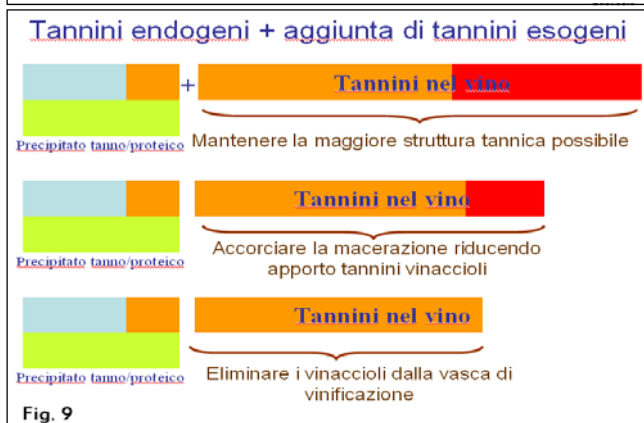 Tannini endogeni + aggiunta di tannini esogeni
+
Tannini nel vino
Precipitato tanno/proteico
Mantenere la maggiore struttura tannica possibile
Tannini nel vino
Precipitato tanno/proteico
Accorciare la macerazione riducendo
apporto tannini vinaccioli
Tannini nel vino
Precipitato tanno/proteico
Eliminare i vinaccioli dalla vasca di
vinificazione
Fig. 9